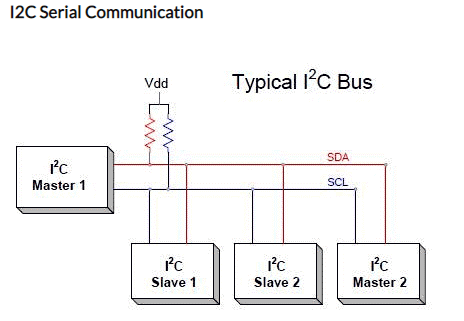 I2C Serial Communication
Vdd
Typical I²C Bus
SDA
I²C
Master 1
SCL
I²C
Slave 1
I²C
Slave 2
I²C
Master 2